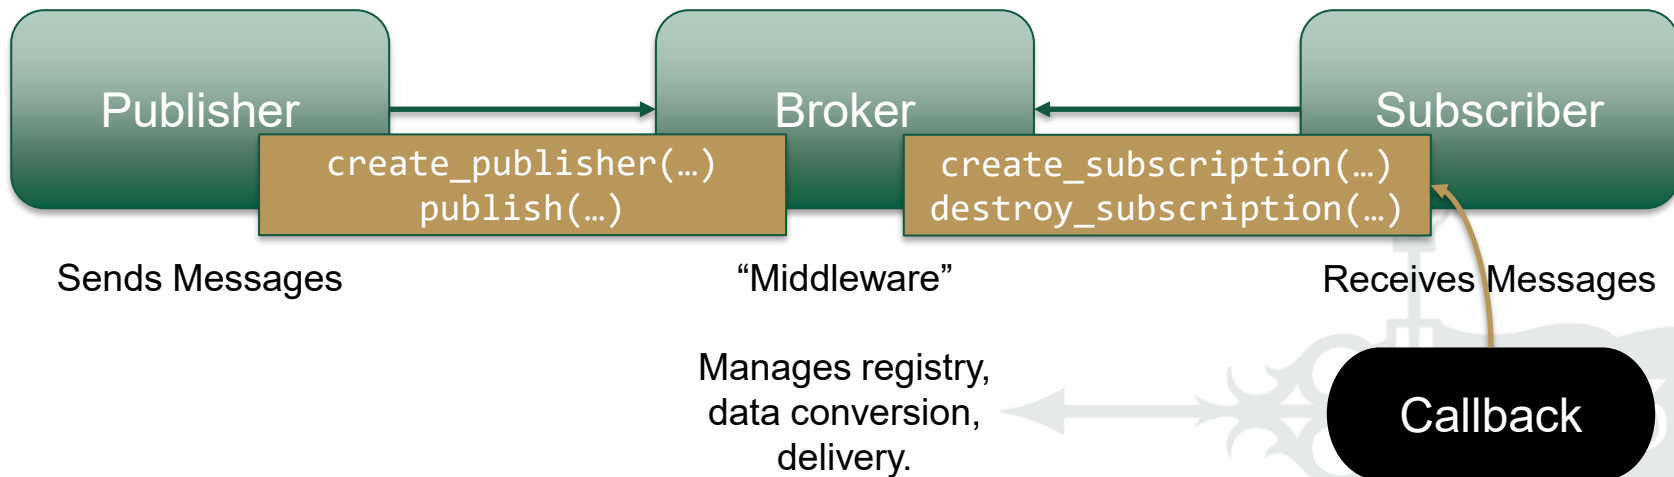 Publisher
Broker
Subscriber
create_publisher(…)
publish(…)
create_subscription(…)
destroy_subscription(…)
Sends Messages
“Middleware”
Receives Messages
Manages registry,
data conversion,
delivery.
Callback